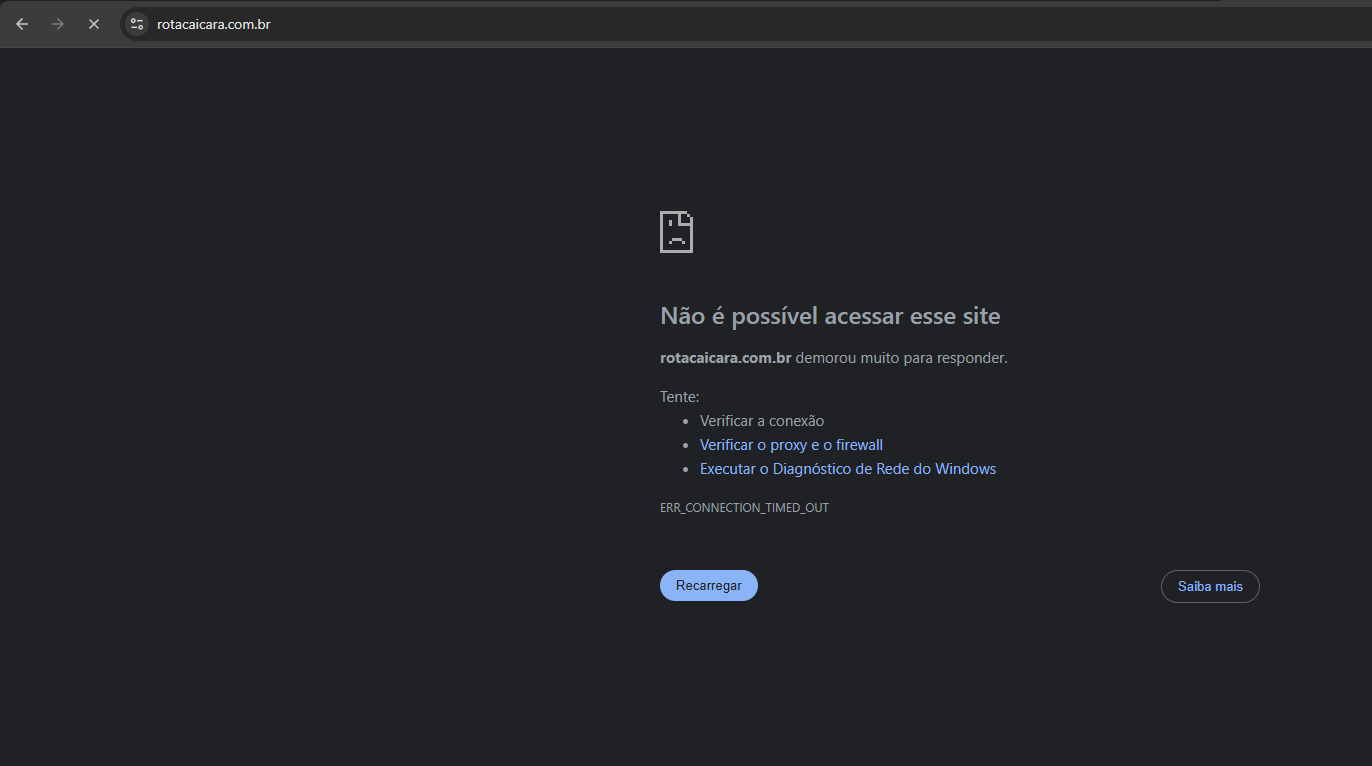 rotacaicara.com.br
Não é possível acessar esse site
rotacaicara.com.br demorou muito para responder.
Tente:
Verificar a conexão
Verificar o proxy e o firewall
Executar o Diagnóstico de Rede do Windows
ERR_CONNECTION_TIMED_OUT
Recarregar
Saiba mais